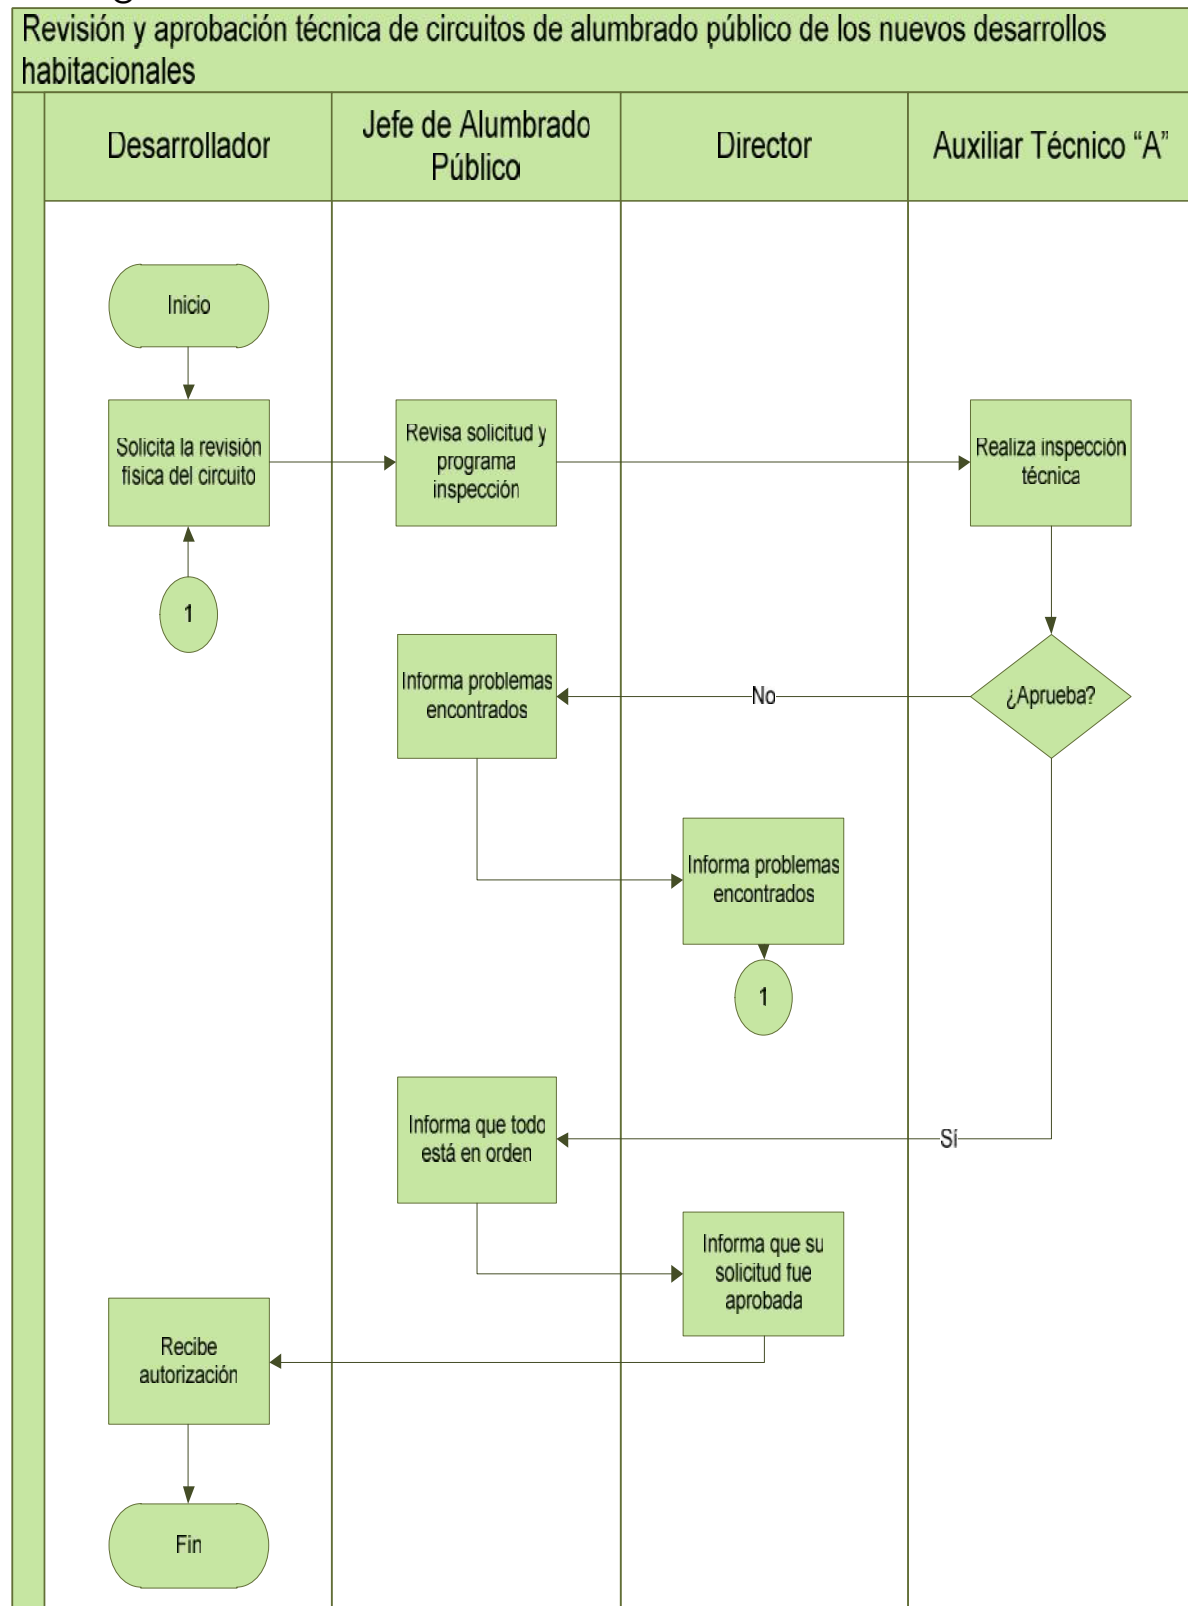 Revisión y aprobación técnica de circuitos de alumbrado público de los nuevos desarrollos
habitacionales
Desarrollador
Jefe de Alumbrado
Público
Director
Auxiliar Técnico “A”
Inicio
Solicita la revisión
física del circuito
Revisa solicitud y
programa
inspección
Realiza inspección
técnica
1
Informa problemas
encontrados
No
¿Aprueba?
Informa problemas
encontrados
1
Informa que todo
está en orden
Sí
Informa que su
solicitud fue
aprobada
Recibe
autorización
Fin